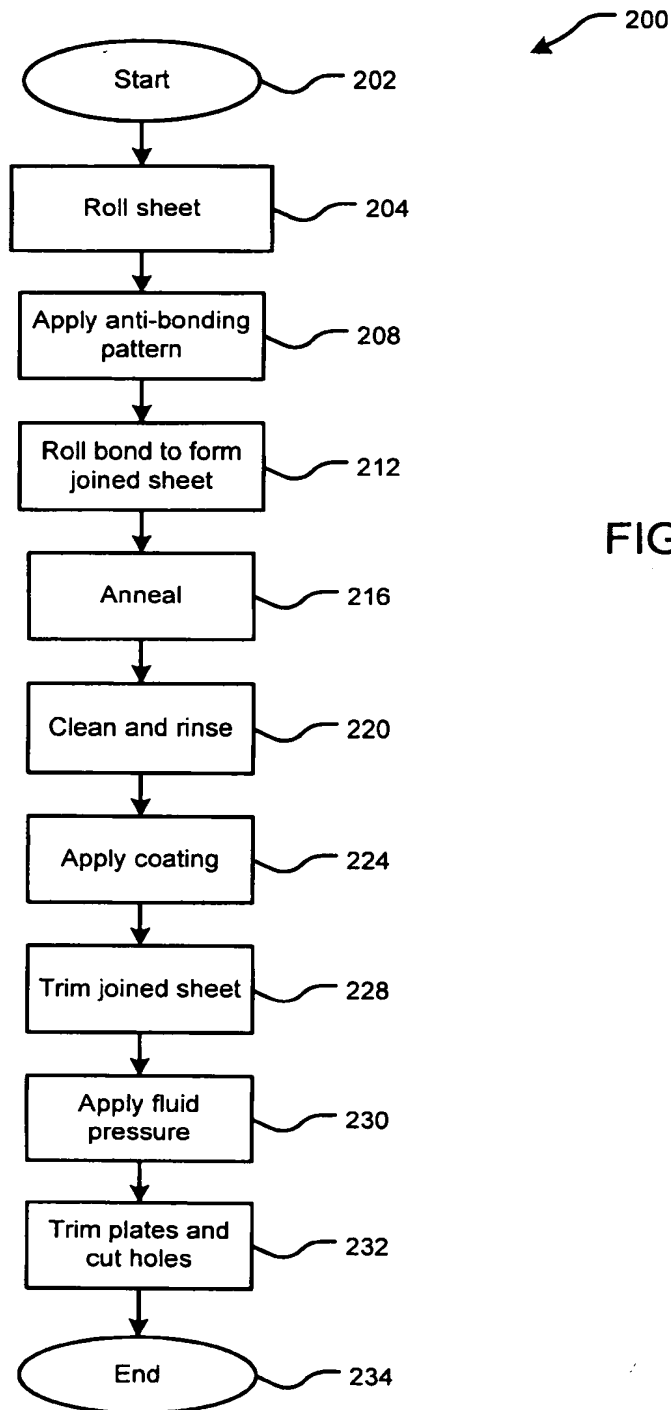 200
Start
202
Roll sheet
204
Apply anti-bonding
pattern
208
Roll bond to form
joined sheet
212
FIG
Anneal
216
Clean and rinse
220
Apply coating
224
Trim joined sheet
228
Apply fluid
pressure
230
Trim plates and
cut holes
232
End
234